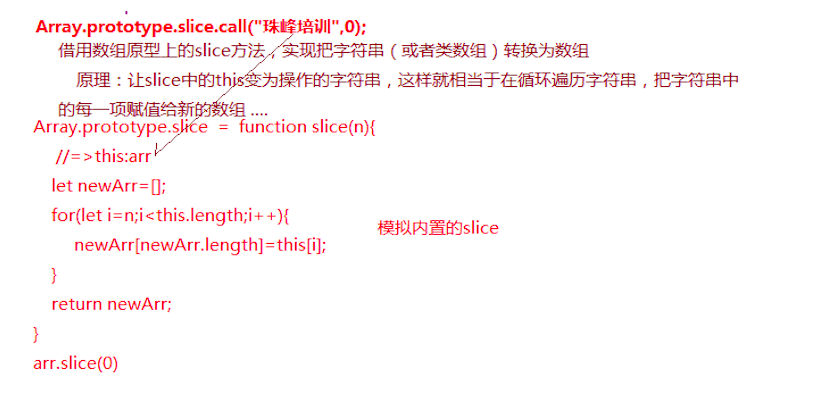 Array.prototype.slice.call("珠峰培训",0);
借用数组原型上的slice方法，实现把字符串（或者类数组）转换为数组
原理：让slice中的this变为操作的字符串，这样就相当于在循环遍历字符串，把字符串中
的每一项赋值给新的数组 ....
Array.prototype.slice = function slice(n){
//=>this:arr
let newArr=[];
for(let i=n;i<this.length;i++){
newArr[newArr.length]=this[i];
模拟内置的slice
}
return newArr;
}
arr.slice(0)